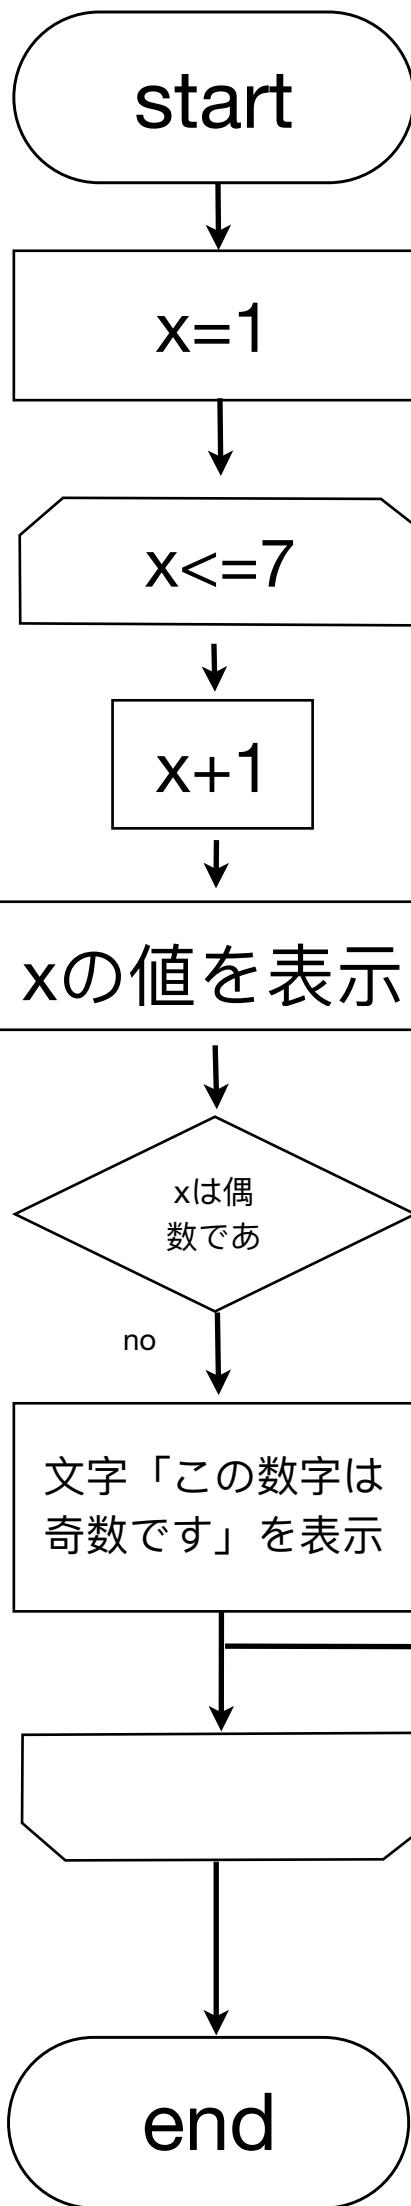 start
x=1
x<=7
x+1
xの値を表示
xは偶
数であ
no
文字「この数字は
奇数です」を表示
end